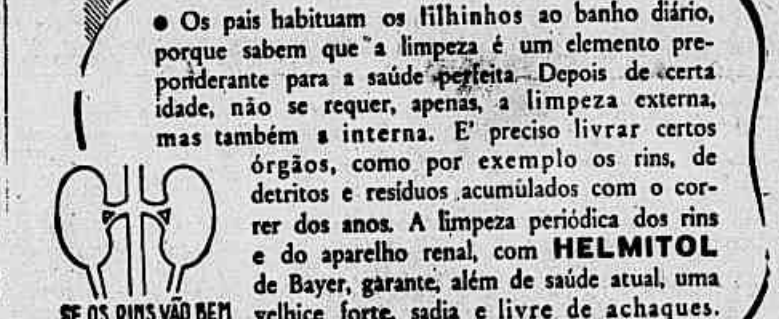 ● Os pais habituam os filhinhos ao banho diário,
porque sabem que a limpeza é um elemento pre-
ponderante para a saúde perfeita. Depois de certa
idade, não se requer, apenas, a limpeza externa,
mas também a interna. E' preciso livrar certos
órgãos, como por exemplo os rins, de
detritos e resíduos acumulados com o cor-
rer dos anos. A limpeza periódica dos rins
e do aparelho renal, com HELMITOL
de Bayer, garante, além de saúde atual, uma
velhice forte, sadia e livre de achaques.
SE OS RINS VÃO BEM